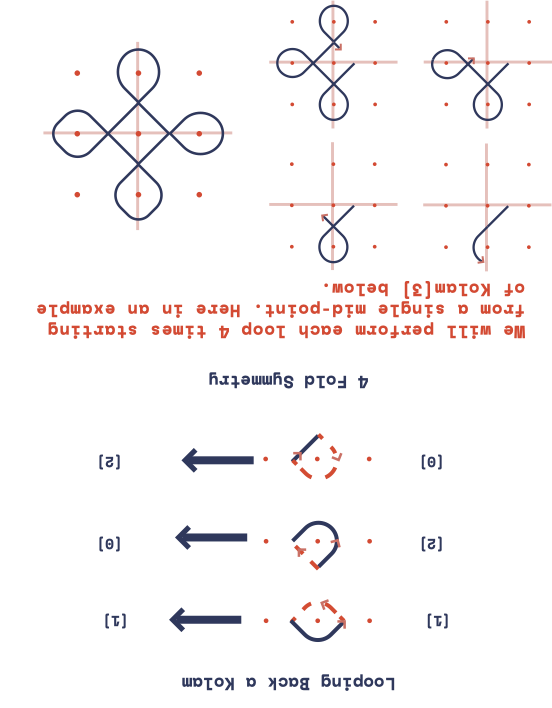 Looping Back a Kolam
[1] [1]
[2] [0]
[0] [2]
4 Fold Symmetry
We will perform each loop 4 times starting
from a single mid-point. Here in an example
of Kolam[3] below.